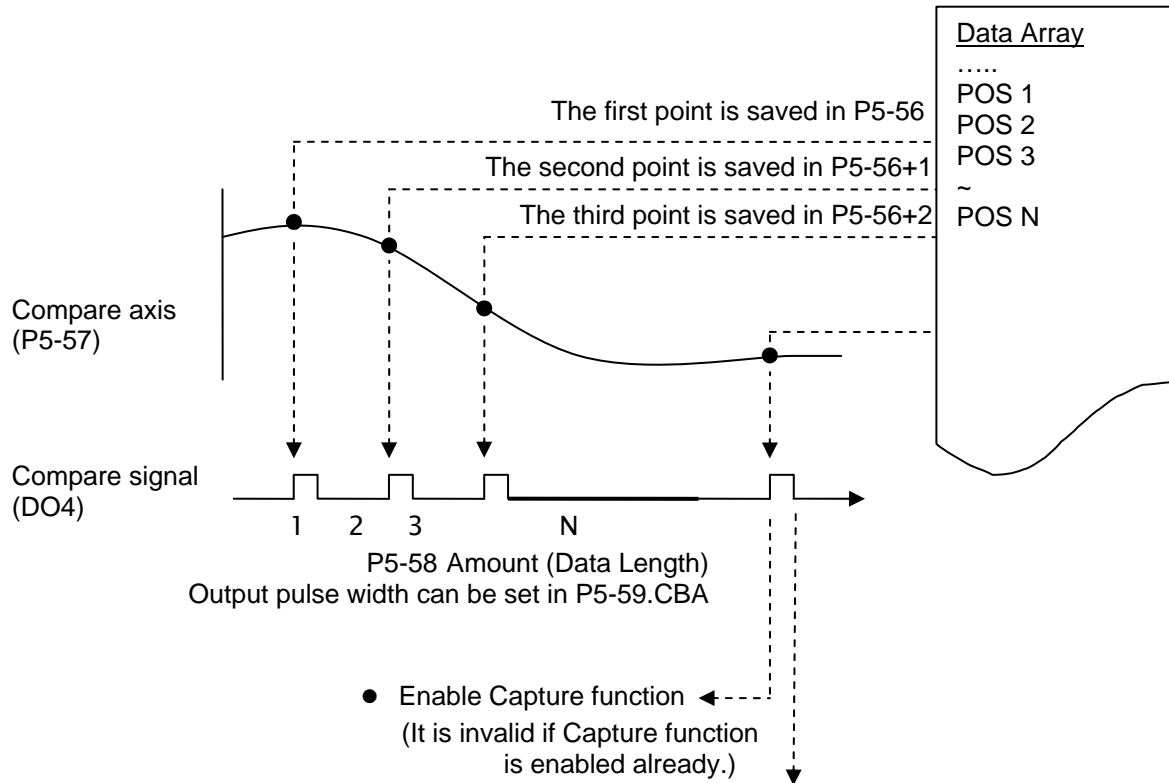 Data Array
…..
POS 1
POS 2
POS 3
~
POS N
The first point is saved in P5-56
The second point is saved in P5-56+1
The third point is saved in P5-56+2
Compare axis
(P5-57)
Compare signal
(DO4)
1 2 3 N
P5-58 Amount (Data Length)
Output pulse width can be set in P5-59.CBA
● Enable Capture function
(It is invalid if Capture function
is enabled already.)